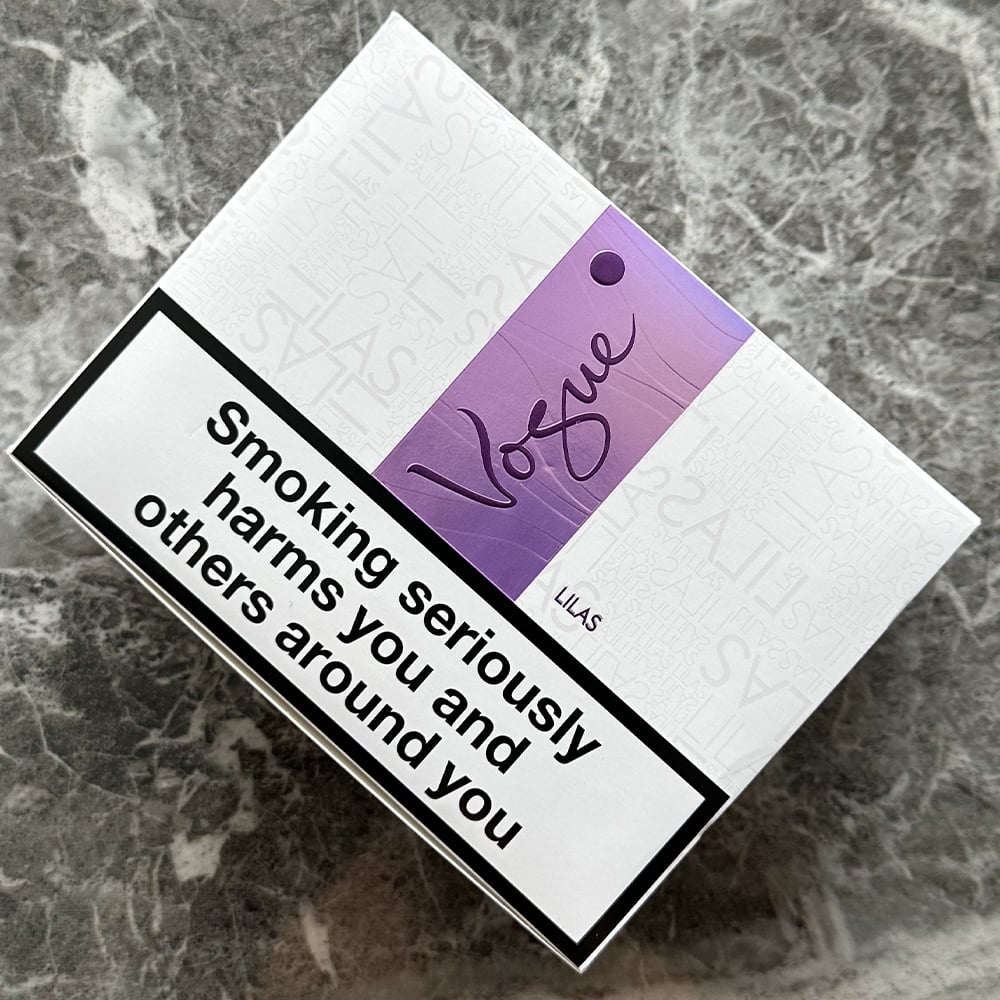 Vogue
LILAS
Smoking seriously
harms you and
others around you